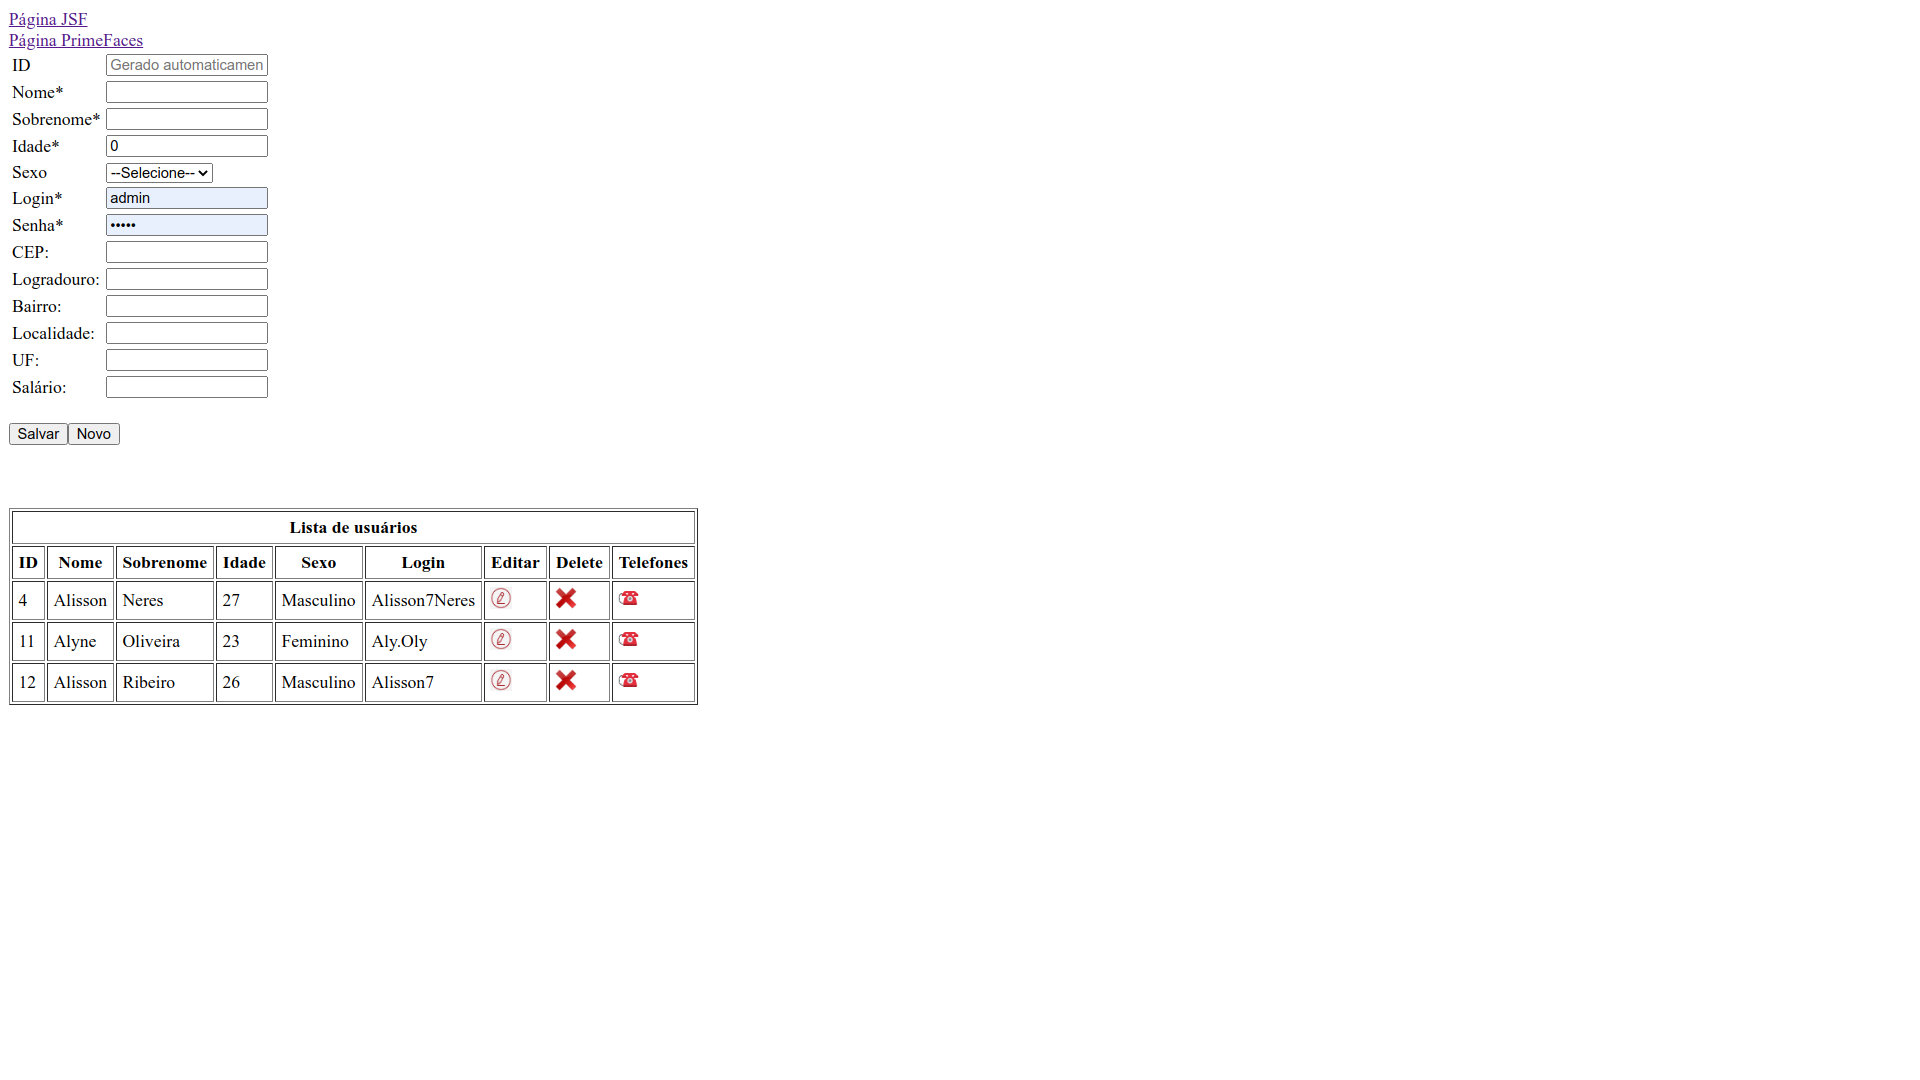 Página JSF
Página PrimeFaces
ID Gerado automaticamen
Nome*
Sobrenome*
Idade* 0
Sexo --Selecione--
Login* admin
Senha* •••••
CEP:
Logradouro:
Bairro:
Localidade:
UF:
Salário:
Salvar Novo
Lista de usuários
ID Nome Sobrenome Idade Sexo Login Editar Delete Telefones
4 Alisson Neres 27 Masculino Alisson7Neres
11 Alyne Oliveira 23 Feminino Aly.Oly
12 Alisson Ribeiro 26 Masculino Alisson7